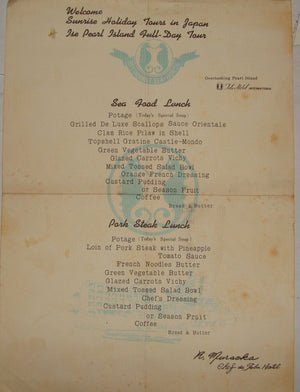 Welcome
Sunrise Holiday Tours in Japan
Ise Pearl Island Full-Day Tour
Overlooking Pearl Island
INTERNATIONAL
Sea Food Lunch
Potage (Today's Special Soup)
Grilled De Luxe Scallops Sauce Orientale
Clam Rice Pilaw in Shell
Topshell Gratine Castle-Mondo
Green Vegetable Butter
Glazed Carrots Vichy
Mixed Tossed Salad Bowl
Orange French Dressing
Custard Pudding
or Season Fruit
Coffee
Bread & Butter
Pork Steak Lunch
Potage (Today's Special Soup)
Loin of Pork Steak with Pineapple
Tomato Sauce
French Noodles Butter
Green Vegetable Butter
Glazed Carrots Vichy
Mixed Tossed Salad Bowl
Chef's Dressing
Custard Pudding
or Season Fruit
Coffee
Bread & Butter
Chef de Hotel